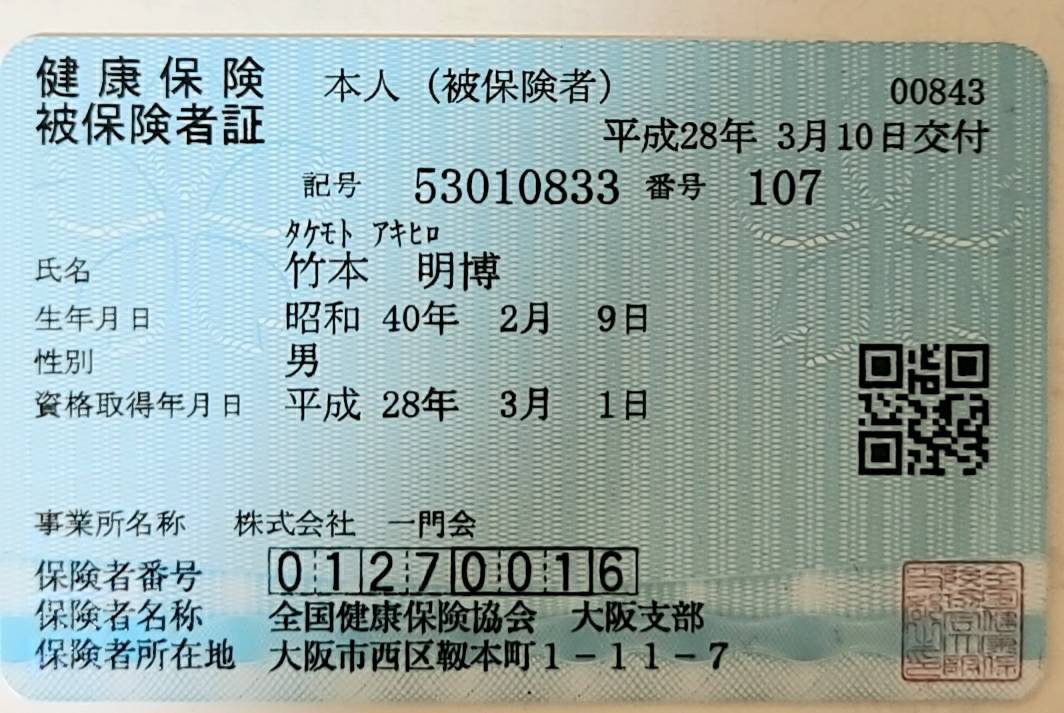 健康保険 本人（被保険者） 00843
被保険者証 平成28年 3月10日交付
記号 53010833 番号 107
ﾀｹﾓﾄ ｱｷﾋﾛ
氏名 竹本 明博
生年月日 昭和 40年 2月 9日
性別 男
資格取得年月日 平成 28年 3月 1日
事業所名称 株式会社 一門会
保険者番号 01270016
保険者名称 全国健康保険協会 大阪支部
保険者所在地 大阪市西区靱本町1－11－7